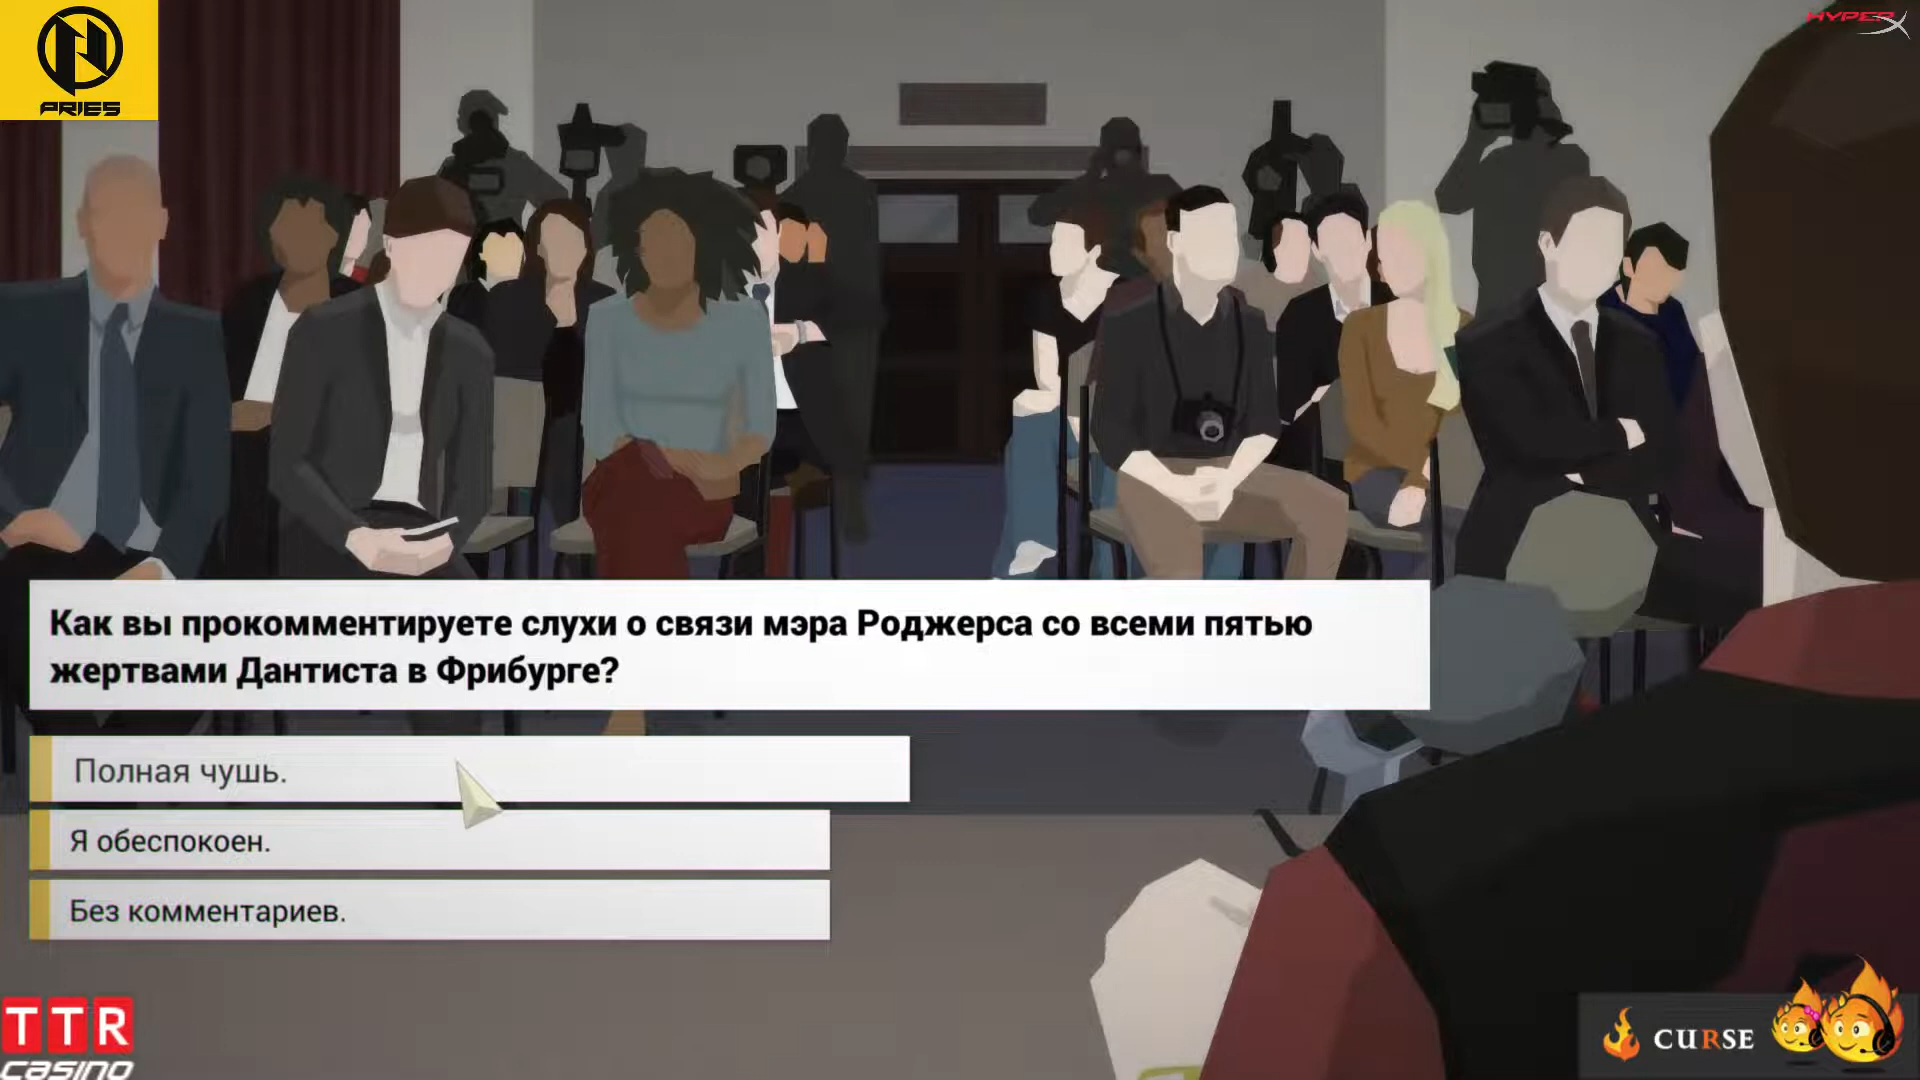 PRIES
HYPERX
Как вы прокомментируете слухи о связи мэра Роджерса со всеми пятью
жертвами Дантиста в Фрибурге?
Полная чушь.
Я обеспокоен.
Без комментариев.
TTR
casino
CURSE